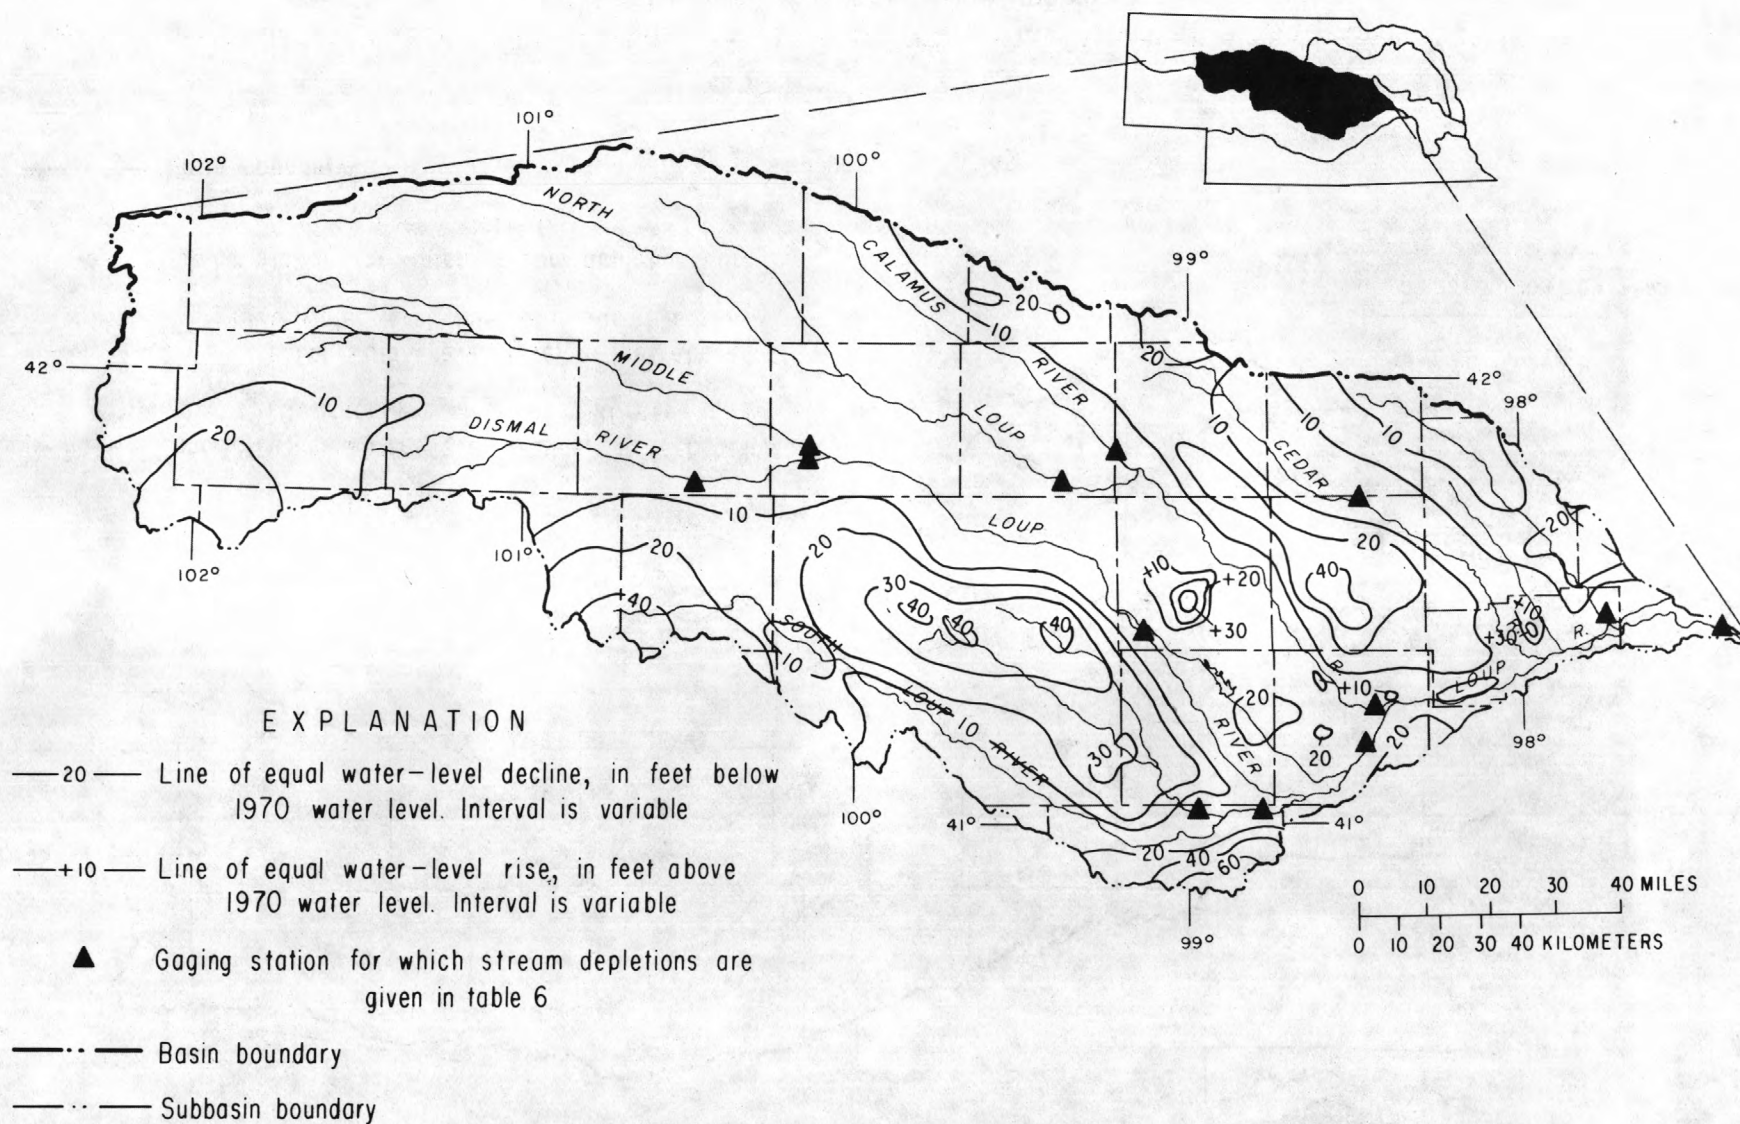 101°
102°
100°
NORTH
CALAMUS
99°
20
10
42°
MIDDLE
RIVER
20
42°
98°
10
LOUP
10
10
10
20
DISMAL
RIVER
CEDAR
10
LOUP
20
101°
20
20
20
102°
+10
+20
40
30
40
40
40
40
+30
+10
+30
R.
SOUTH
10
R.
LOUP
+10
LOUP
10
RIVER
20
20
EXPLANATION
RIVER
30
20
98°
20 Line of equal water-level decline, in feet below
1970 water level. Interval is variable
100°
41°
41°
20
40
60
+10 Line of equal water-level rise, in feet above
1970 water level. Interval is variable
0 10 20 30 40 MILES
0 10 20 30 40 KILOMETERS
99°
Gaging station for which stream depletions are
given in table 6
Basin boundary
Subbasin boundary